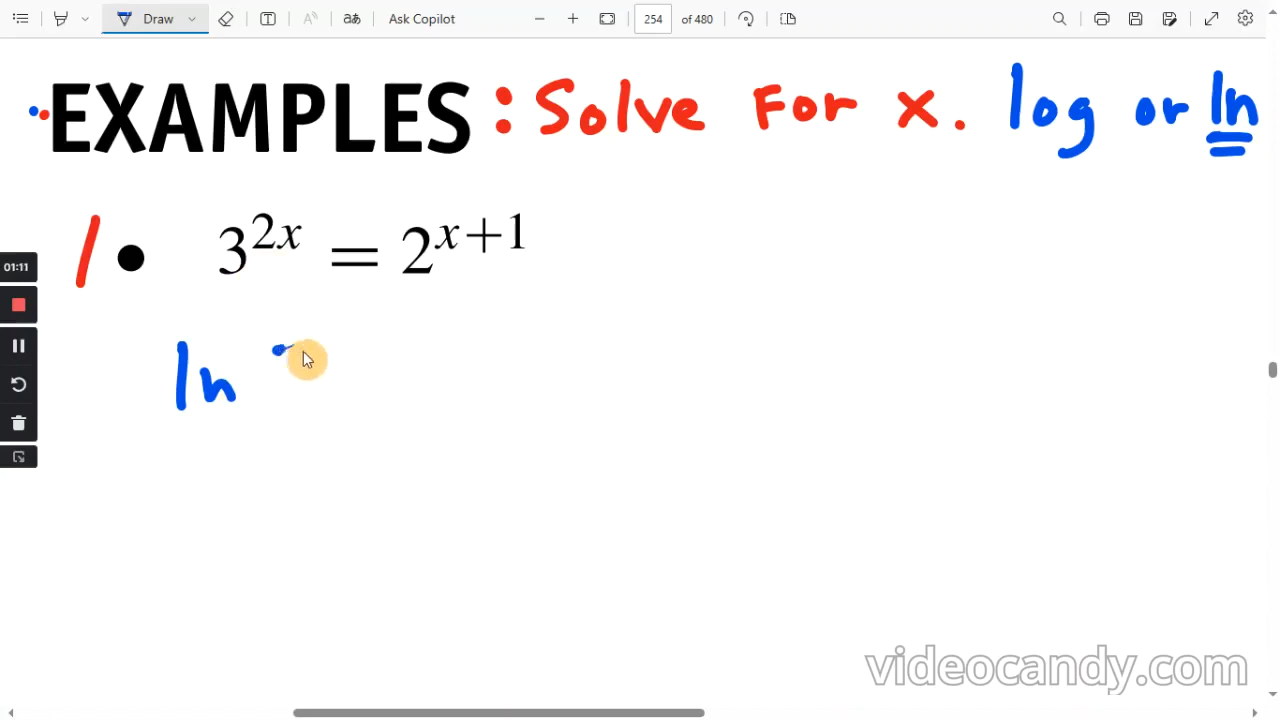 Draw Ask Copilot 254 of 480
EXAMPLES : Solve For x. log or ln
1 • 3^{2x} = 2^{x+1}
01:11
ln
videocandy.com